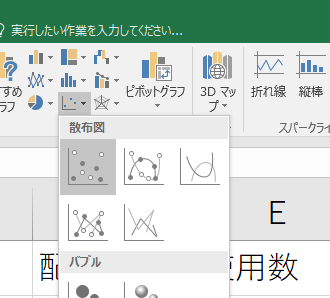 実行したい作業を入力してください...
すめ
ラフ
ピボットグラフ
3D マッ
プ
折れ線
縦棒
スパークライ
散布図
E
配
使用数
バブル